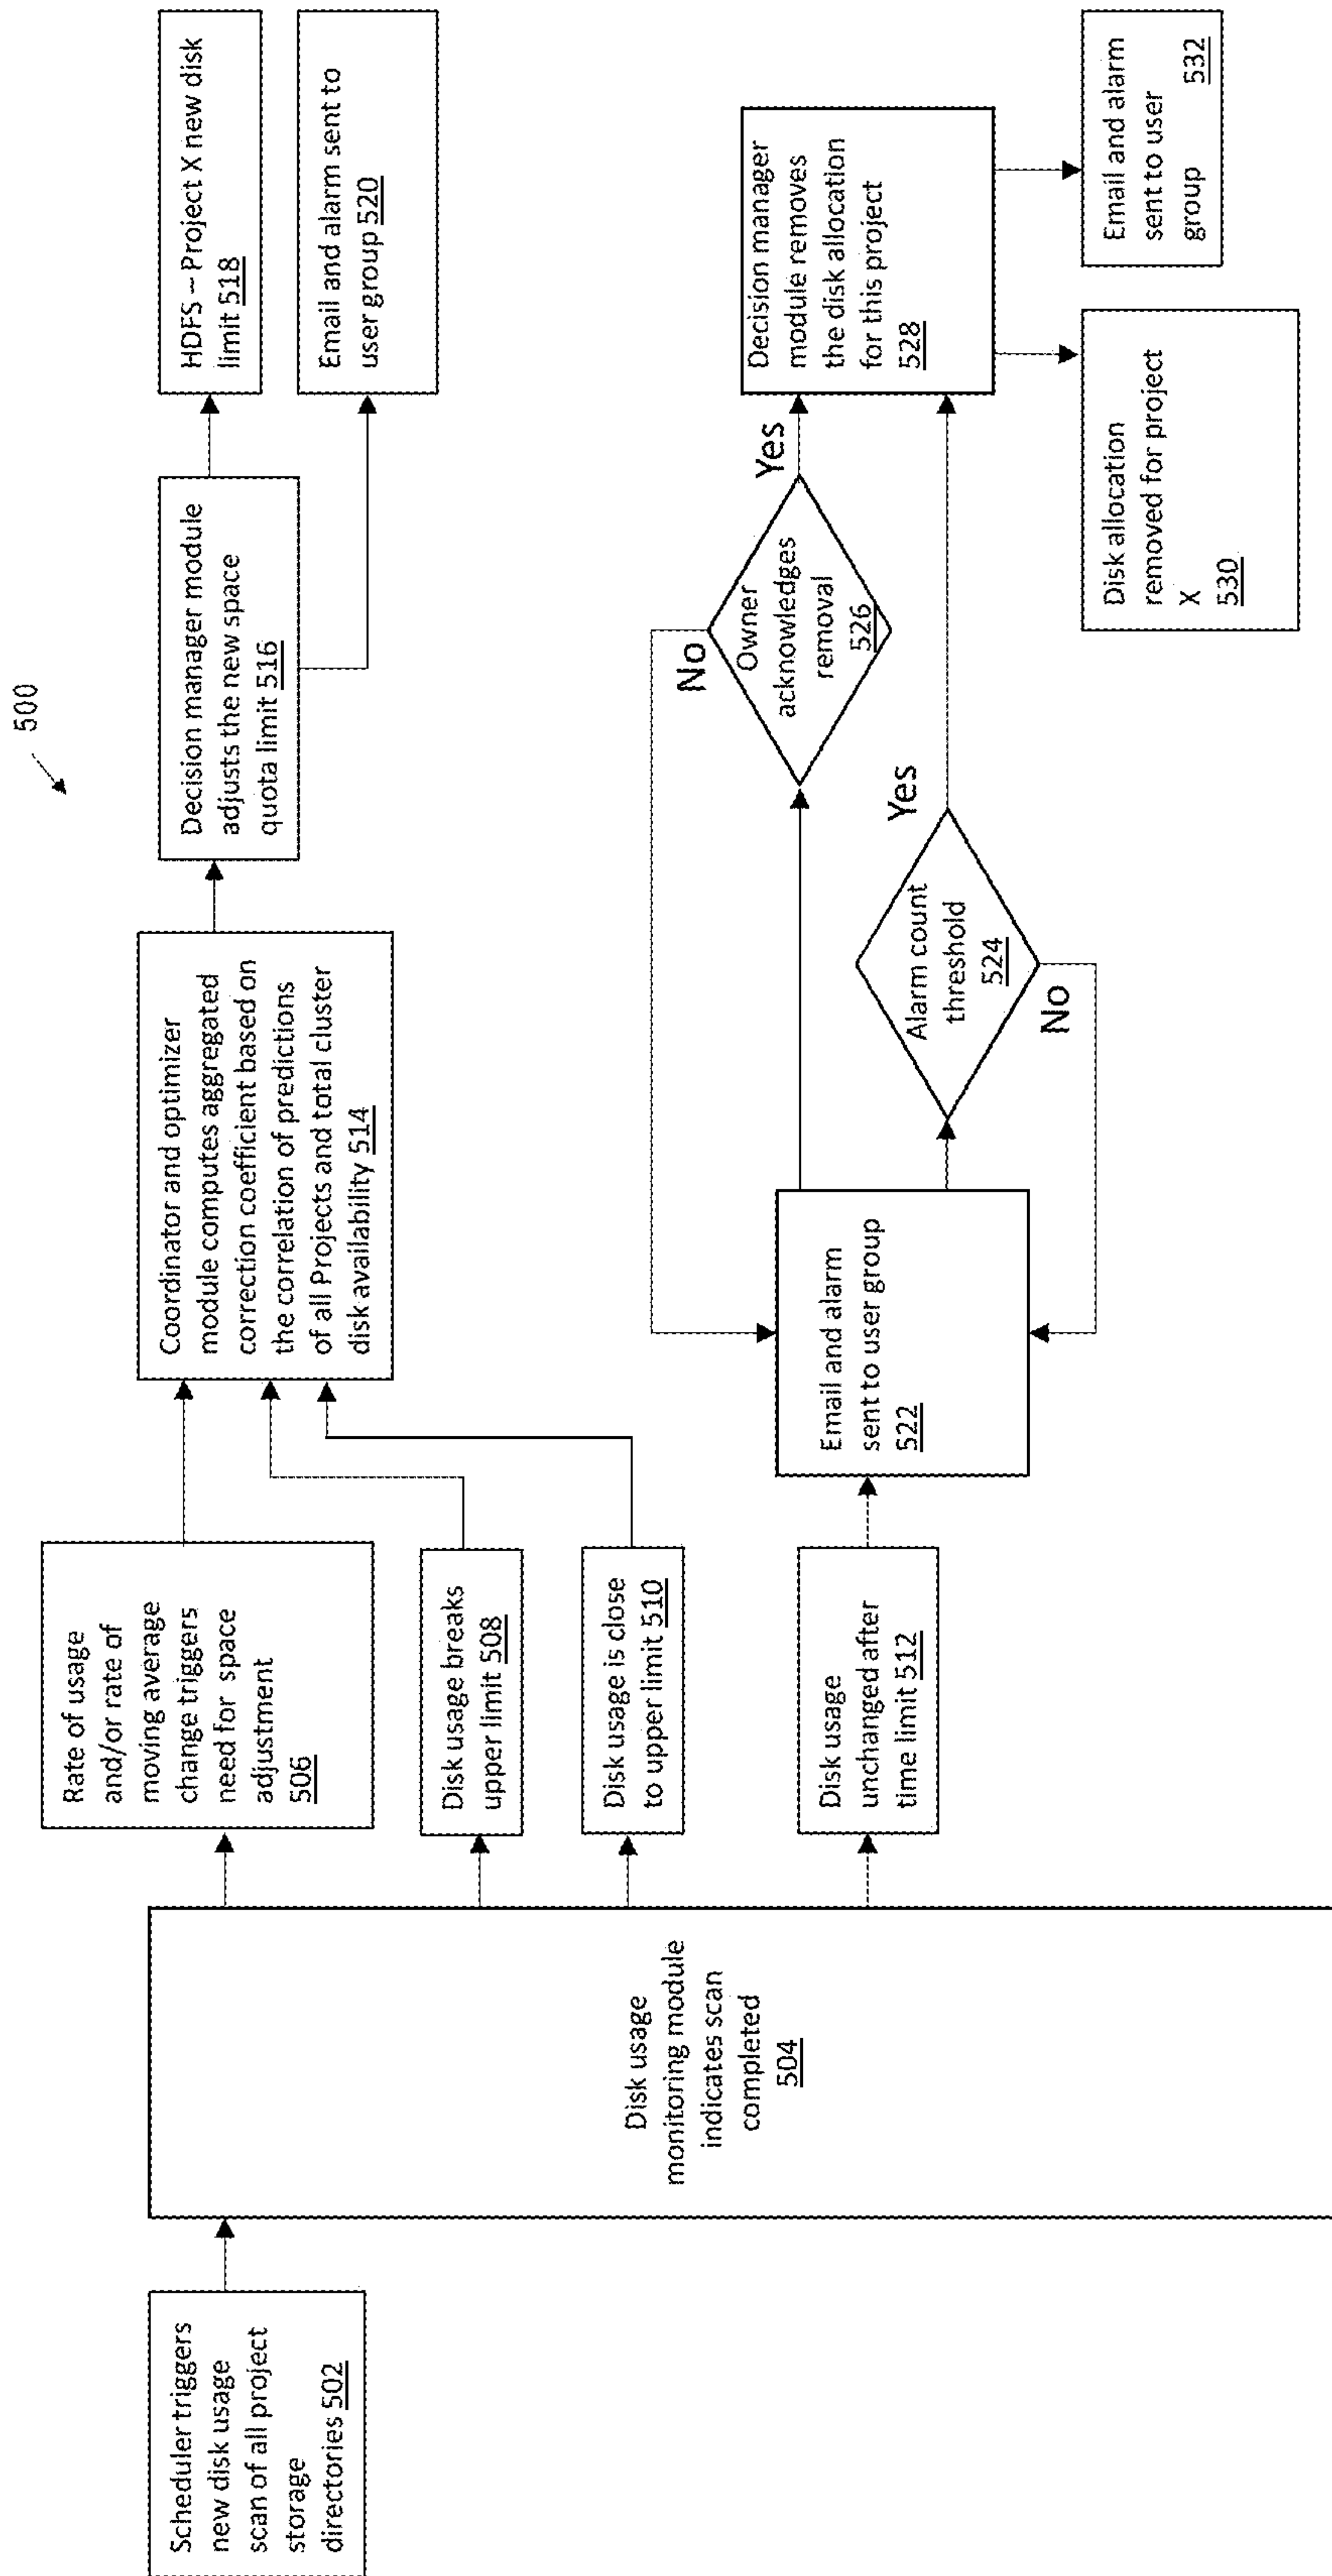 500
Scheduler triggers
new disk usage
scan of all project
storage
directories 502
Disk usage
monitoring module
indicates scan
completed
504
Rate of usage
and/or rate of
moving average
change triggers
need for space
adjustment
506
Disk usage breaks
upper limit 508
Disk usage is close
to upper limit 510
Disk usage
unchanged after
time limit 512
Coordinator and optimizer
module computes aggregated
correction coefficient based on
the correlation of predictions
of all Projects and total cluster
disk availability 514
Decision manager module
adjusts the new space
quota limit 516
HDFS – Project X new disk
limit 518
Email and alarm sent to
user group 520
Email and alarm
sent to user group
522
Alarm count
threshold
524
Yes
No
Owner
acknowledges
removal
526
Yes
No
Decision manager
module removes
the disk allocation
for this project
528
Disk allocation
removed for project
X
530
Email and alarm
sent to user
group 532